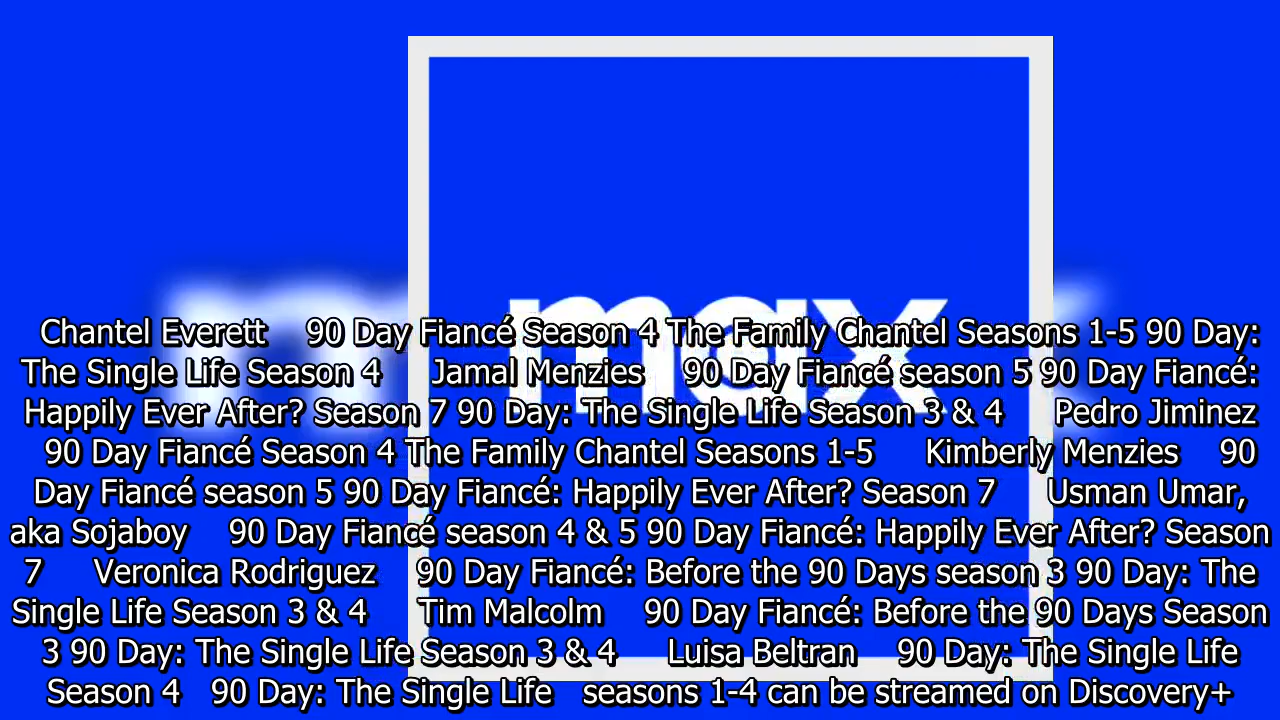 max
Chantel Everett 90 Day Fiancé Season 4 The Family Chantel Seasons 1-5 90 Day:
The Single Life Season 4 Jamal Menzies 90 Day Fiancé season 5 90 Day Fiancé:
Happily Ever After? Season 7 90 Day: The Single Life Season 3 & 4 Pedro Jiminez
90 Day Fiancé Season 4 The Family Chantel Seasons 1-5 Kimberly Menzies 90
Day Fiancé season 5 90 Day Fiancé: Happily Ever After? Season 7 Usman Umar,
aka Sojaboy 90 Day Fiancé season 4 & 5 90 Day Fiancé: Happily Ever After? Season
7 Veronica Rodriguez 90 Day Fiancé: Before the 90 Days season 3 90 Day: The
Single Life Season 3 & 4 Tim Malcolm 90 Day Fiancé: Before the 90 Days Season
3 90 Day: The Single Life Season 3 & 4 Luisa Beltran 90 Day: The Single Life
Season 4 90 Day: The Single Life seasons 1-4 can be streamed on Discovery+